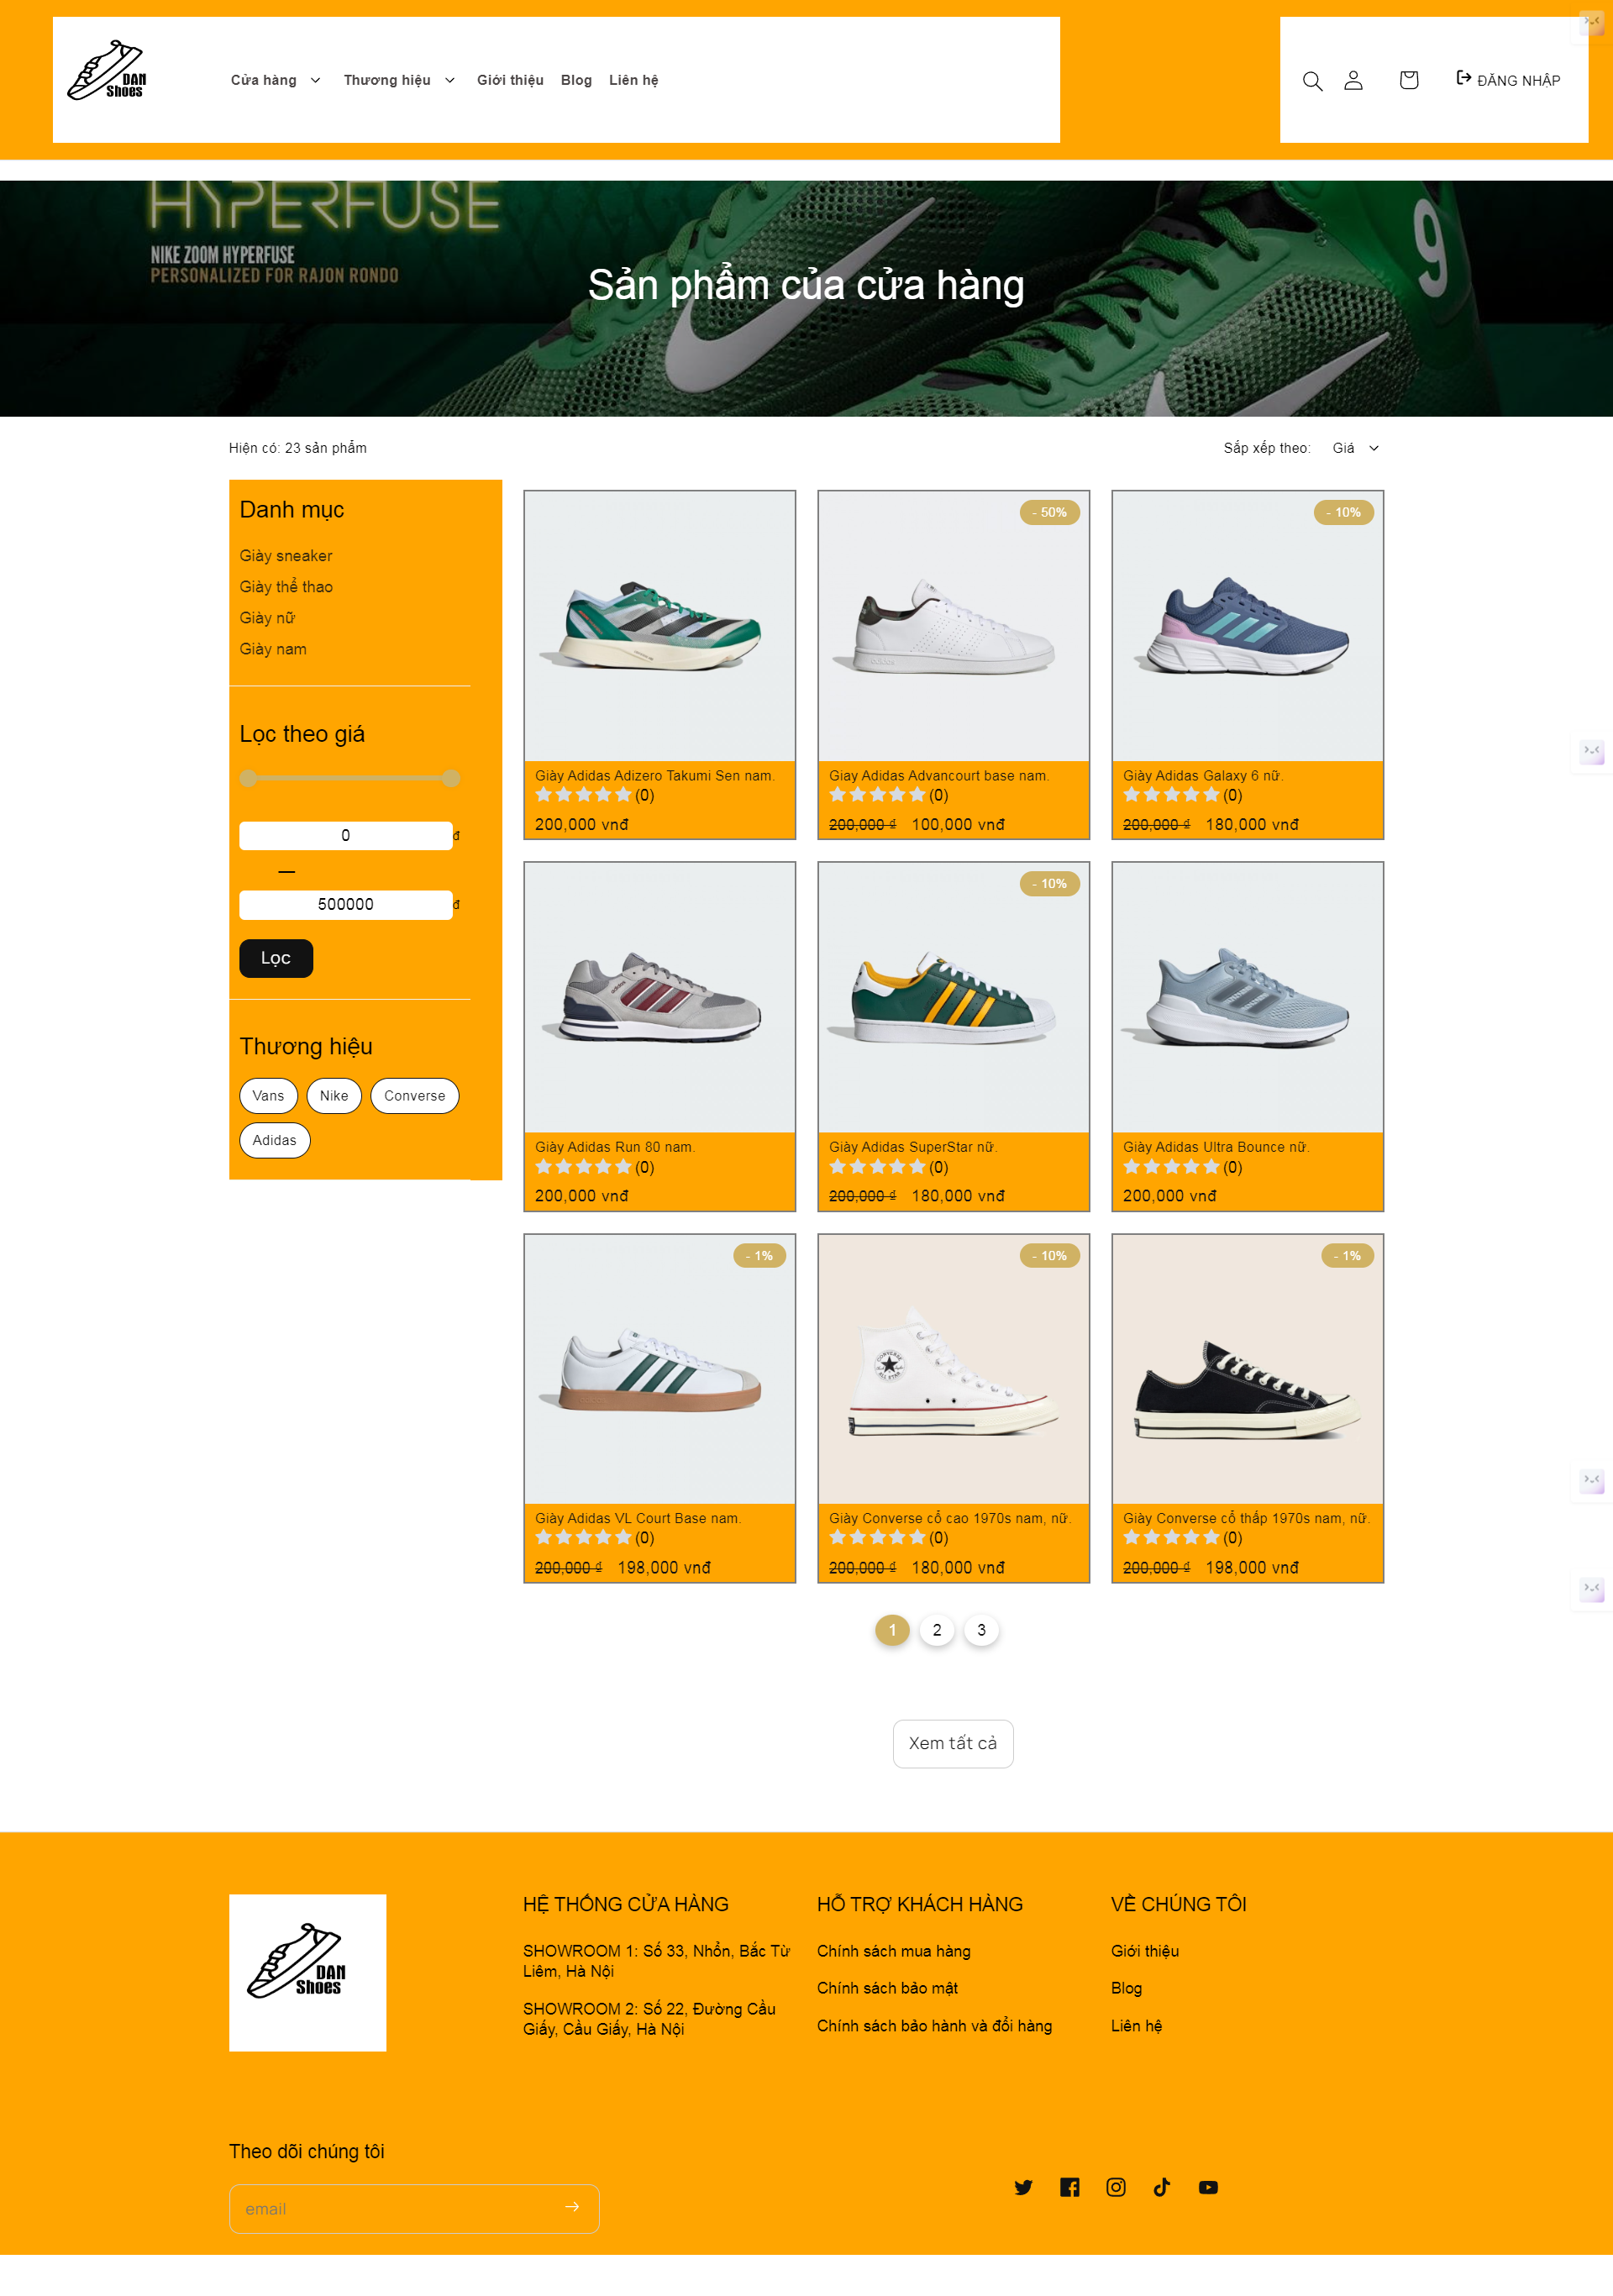 DAN
Shoes
Cửa hàng Thương hiệu Giới thiệu Blog Liên hệ
ĐĂNG NHẬP
HYPERFUSE
NIKE ZOOM HYPERFUSE
PERSONALIZED FOR RAJON RONDO
9
Sản phẩm của cửa hàng
Hiện có: 23 sản phẩm
Sắp xếp theo: Giá
Danh mục
Giày sneaker
Giày thể thao
Giày nữ
Giày nam
Lọc theo giá
0 đ
500000 đ
Lọc
Thương hiệu
Vans Nike Converse
Adidas
- 50% - 10%
Giày Adidas Adizero Takumi Sen nam. Giay Adidas Advancourt base nam. Giày Adidas Galaxy 6 nữ.
(0) (0) (0)
200,000 vnđ 200,000 ₫ 100,000 vnđ 200,000 ₫ 180,000 vnđ
- 10%
Giày Adidas Run 80 nam. Giày Adidas SuperStar nữ. Giày Adidas Ultra Bounce nữ.
(0) (0) (0)
200,000 vnđ 200,000 ₫ 180,000 vnđ 200,000 vnđ
- 1% - 10% - 1%
CONVERSE
ALL STAR
Giày Adidas VL Court Base nam. Giày Converse cổ cao 1970s nam, nữ. Giày Converse cổ thấp 1970s nam, nữ.
(0) (0) (0)
200,000 ₫ 198,000 vnđ 200,000 ₫ 180,000 vnđ 200,000 ₫ 198,000 vnđ
1 2 3
Xem tất cả
DAN
Shoes
HỆ THỐNG CỬA HÀNG
SHOWROOM 1: Số 33, Nhổn, Bắc Từ
Liêm, Hà Nội
SHOWROOM 2: Số 22, Đường Cầu
Giấy, Cầu Giấy, Hà Nội
HỖ TRỢ KHÁCH HÀNG
Chính sách mua hàng
Chính sách bảo mật
Chính sách bảo hành và đổi hàng
VỀ CHÚNG TÔI
Giới thiệu
Blog
Liên hệ
Theo dõi chúng tôi
email